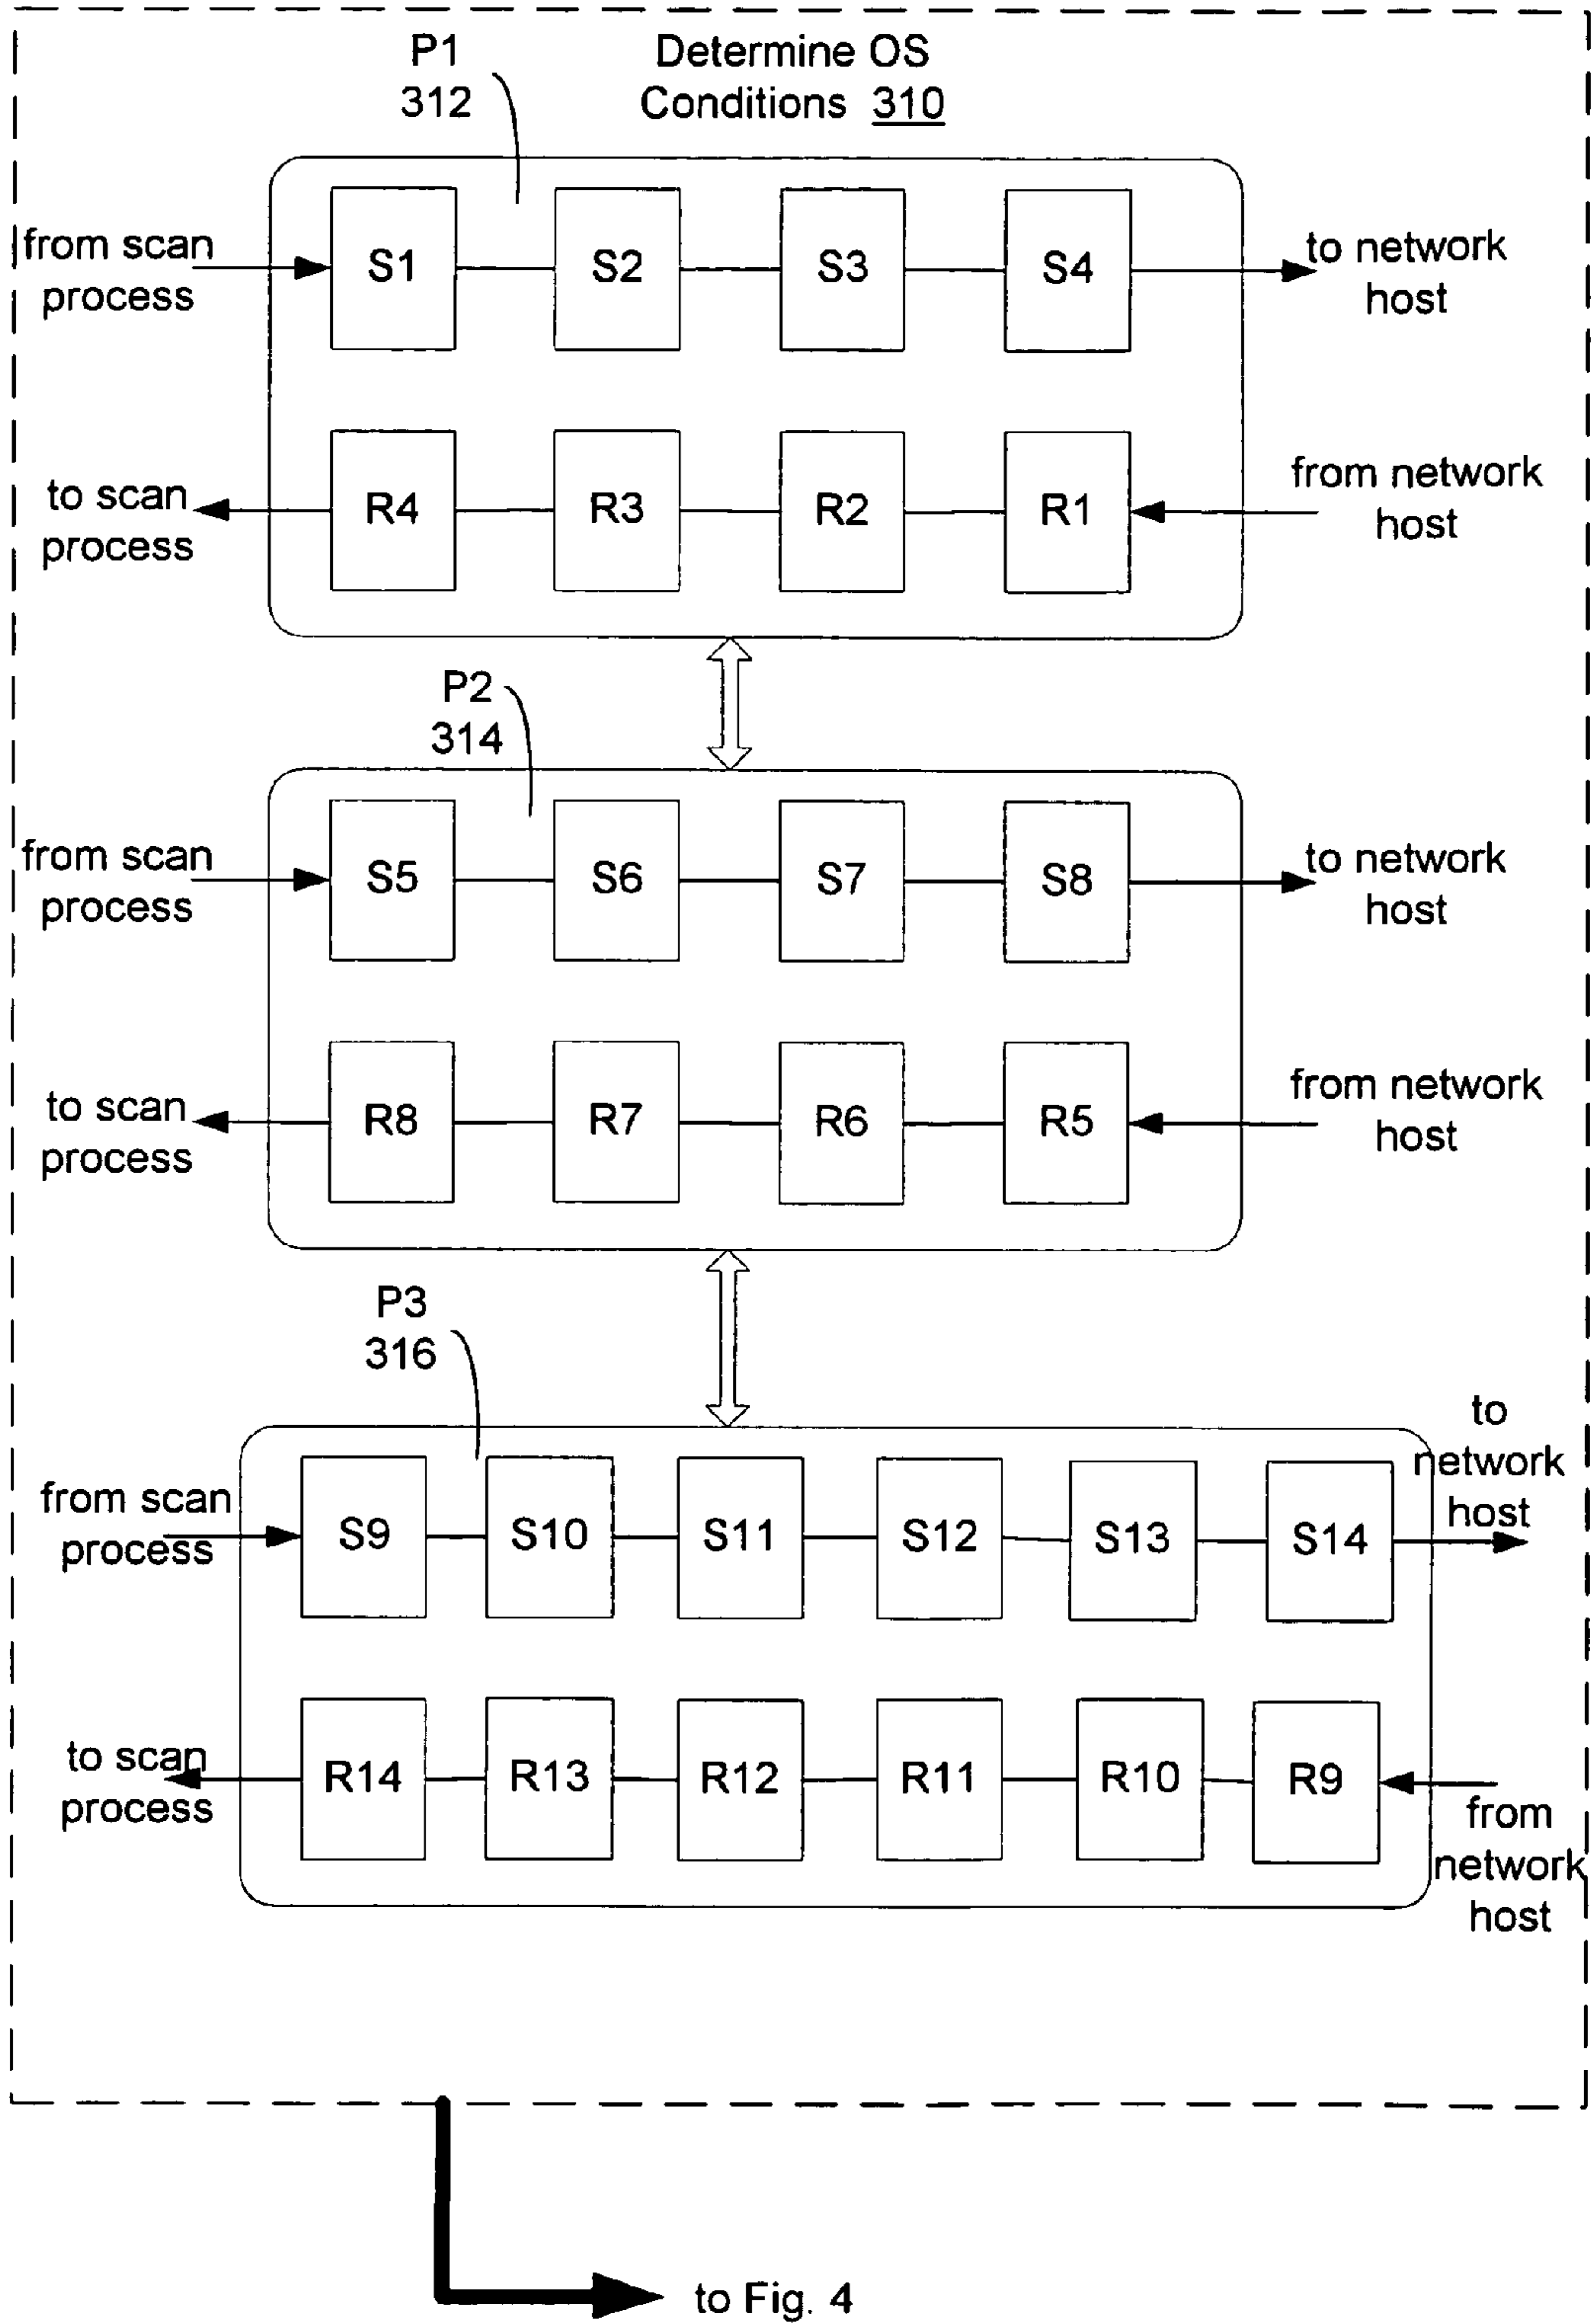 P1
312
Determine OS
Conditions 310
from scan
process
S1
S2
S3
S4
to network
host
to scan
process
R4
R3
R2
R1
from network
host
P2
314
from scan
process
S5
S6
S7
S8
to network
host
to scan
process
R8
R7
R6
R5
from network
host
P3
316
from scan
process
S9
S10
S11
S12
S13
S14
to
network
host
to scan
process
R14
R13
R12
R11
R10
R9
from
network
host
to Fig. 4